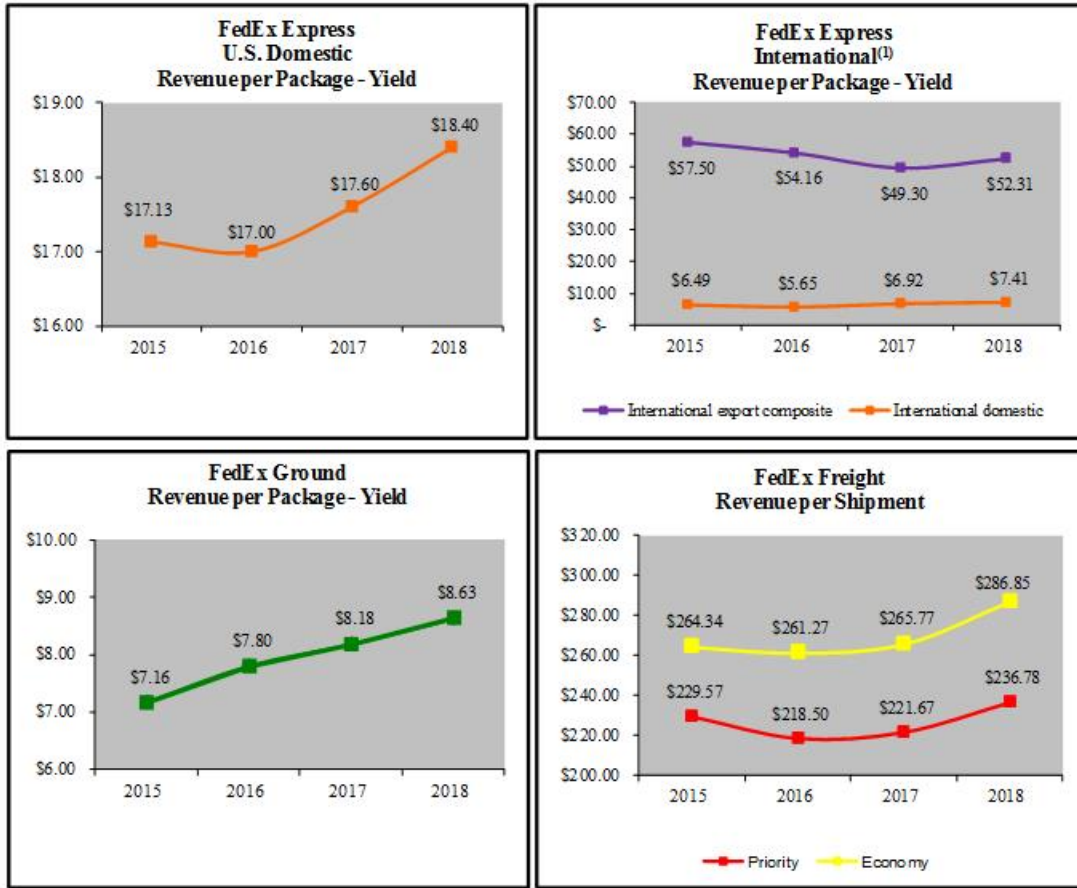 FedEx Express
U.S. Domestic
Revenue per Package - Yield
$19.00
$18.00
$17.00
$16.00
$17.13
$17.00
$17.60
$18.40
2015 2016 2017 2018
FedEx Express
International(1)
Revenue per Package - Yield
$70.00
$60.00
$50.00
$40.00
$30.00
$20.00
$10.00
$-
$57.50 $54.16 $49.30 $52.31
$6.49 $5.65 $6.92 $7.41
2015 2016 2017 2018
International export composite International domestic
FedEx Ground
Revenue per Package - Yield
$10.00
$9.00
$8.00
$7.00
$6.00
$7.16
$7.80
$8.18
$8.63
2015 2016 2017 2018
FedEx Freight
Revenue per Shipment
$320.00
$300.00
$280.00
$260.00
$240.00
$220.00
$200.00
$264.34 $261.27 $265.77 $286.85
$229.57 $218.50 $221.67 $236.78
2015 2016 2017 2018
Priority Economy